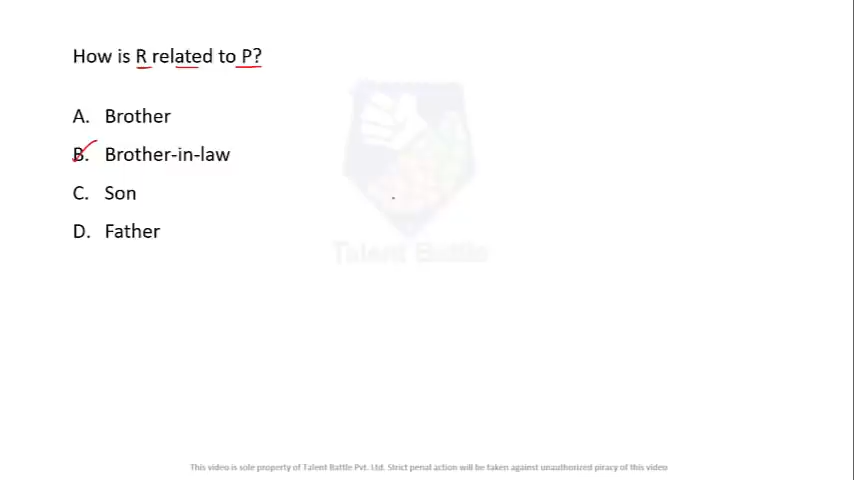 How is R related to P?
A. Brother
B. Brother-in-law
C. Son
D. Father
Talent Battle
This video is sole property of Talent Battle Pvt. Ltd. Strict penal action will be taken against unauthorized piracy of this video